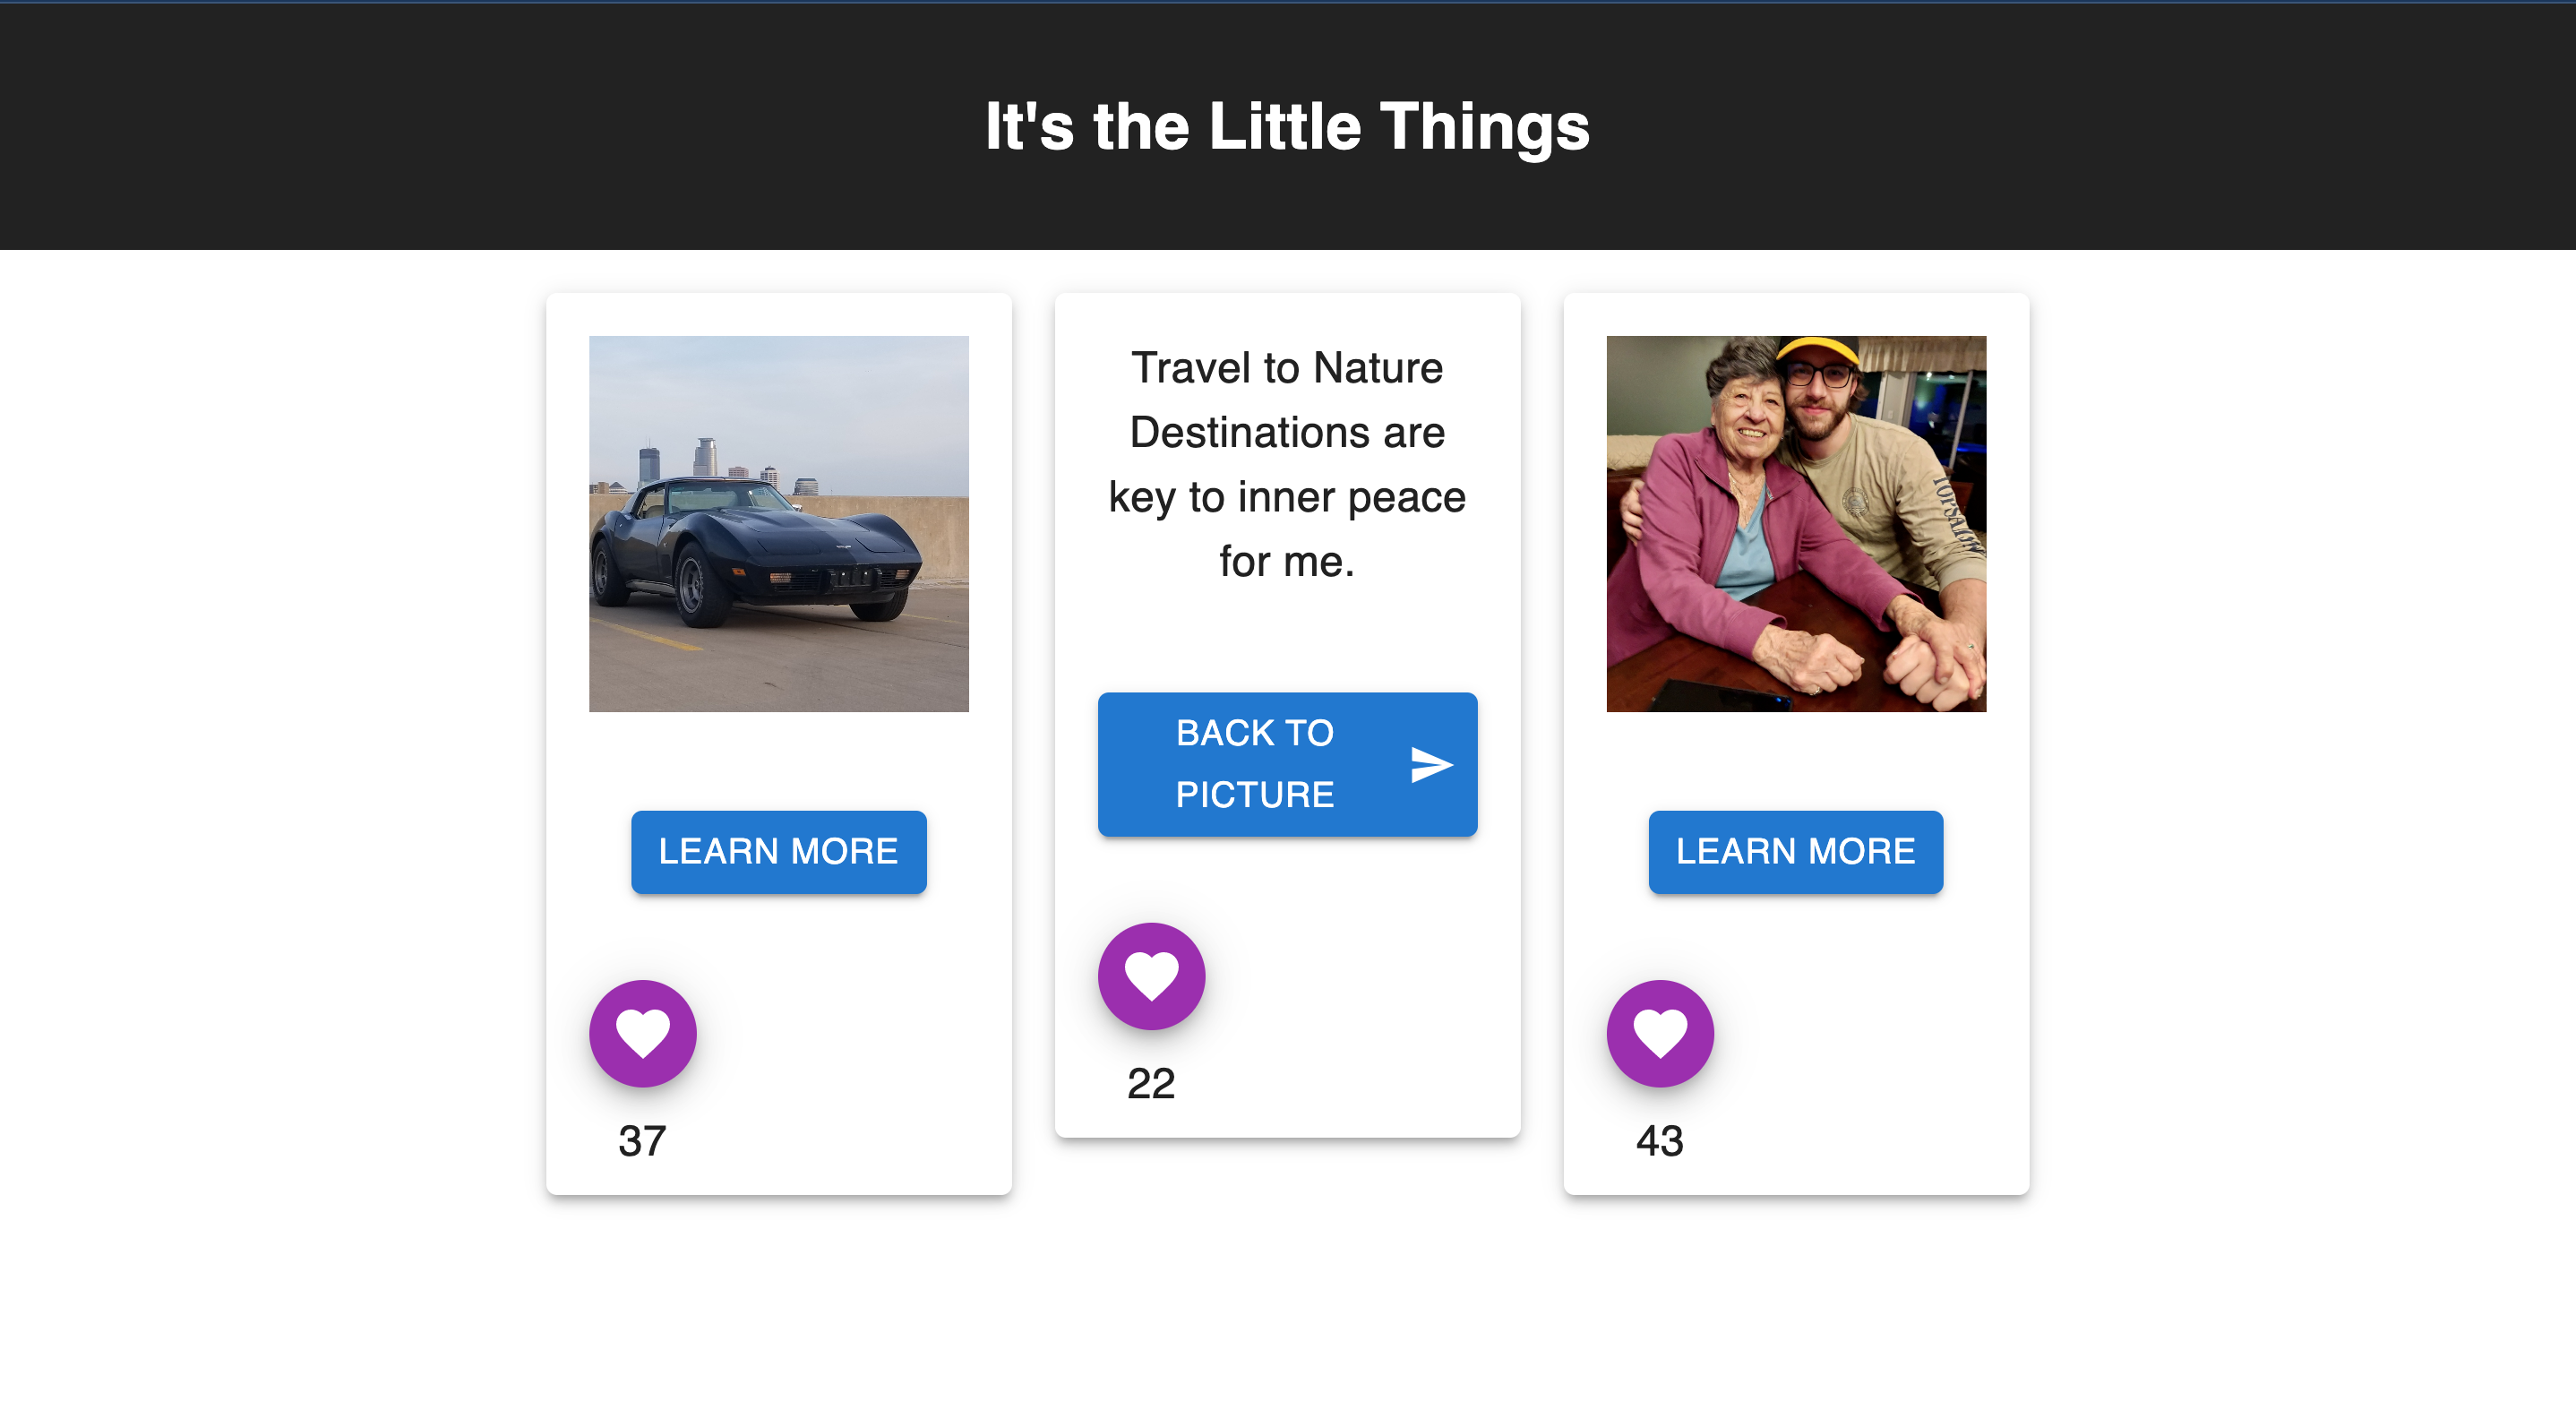 It's the Little Things
LEARN MORE
37
Travel to Nature
Destinations are
key to inner peace
for me.
BACK TO
PICTURE
22
LEARN MORE
43